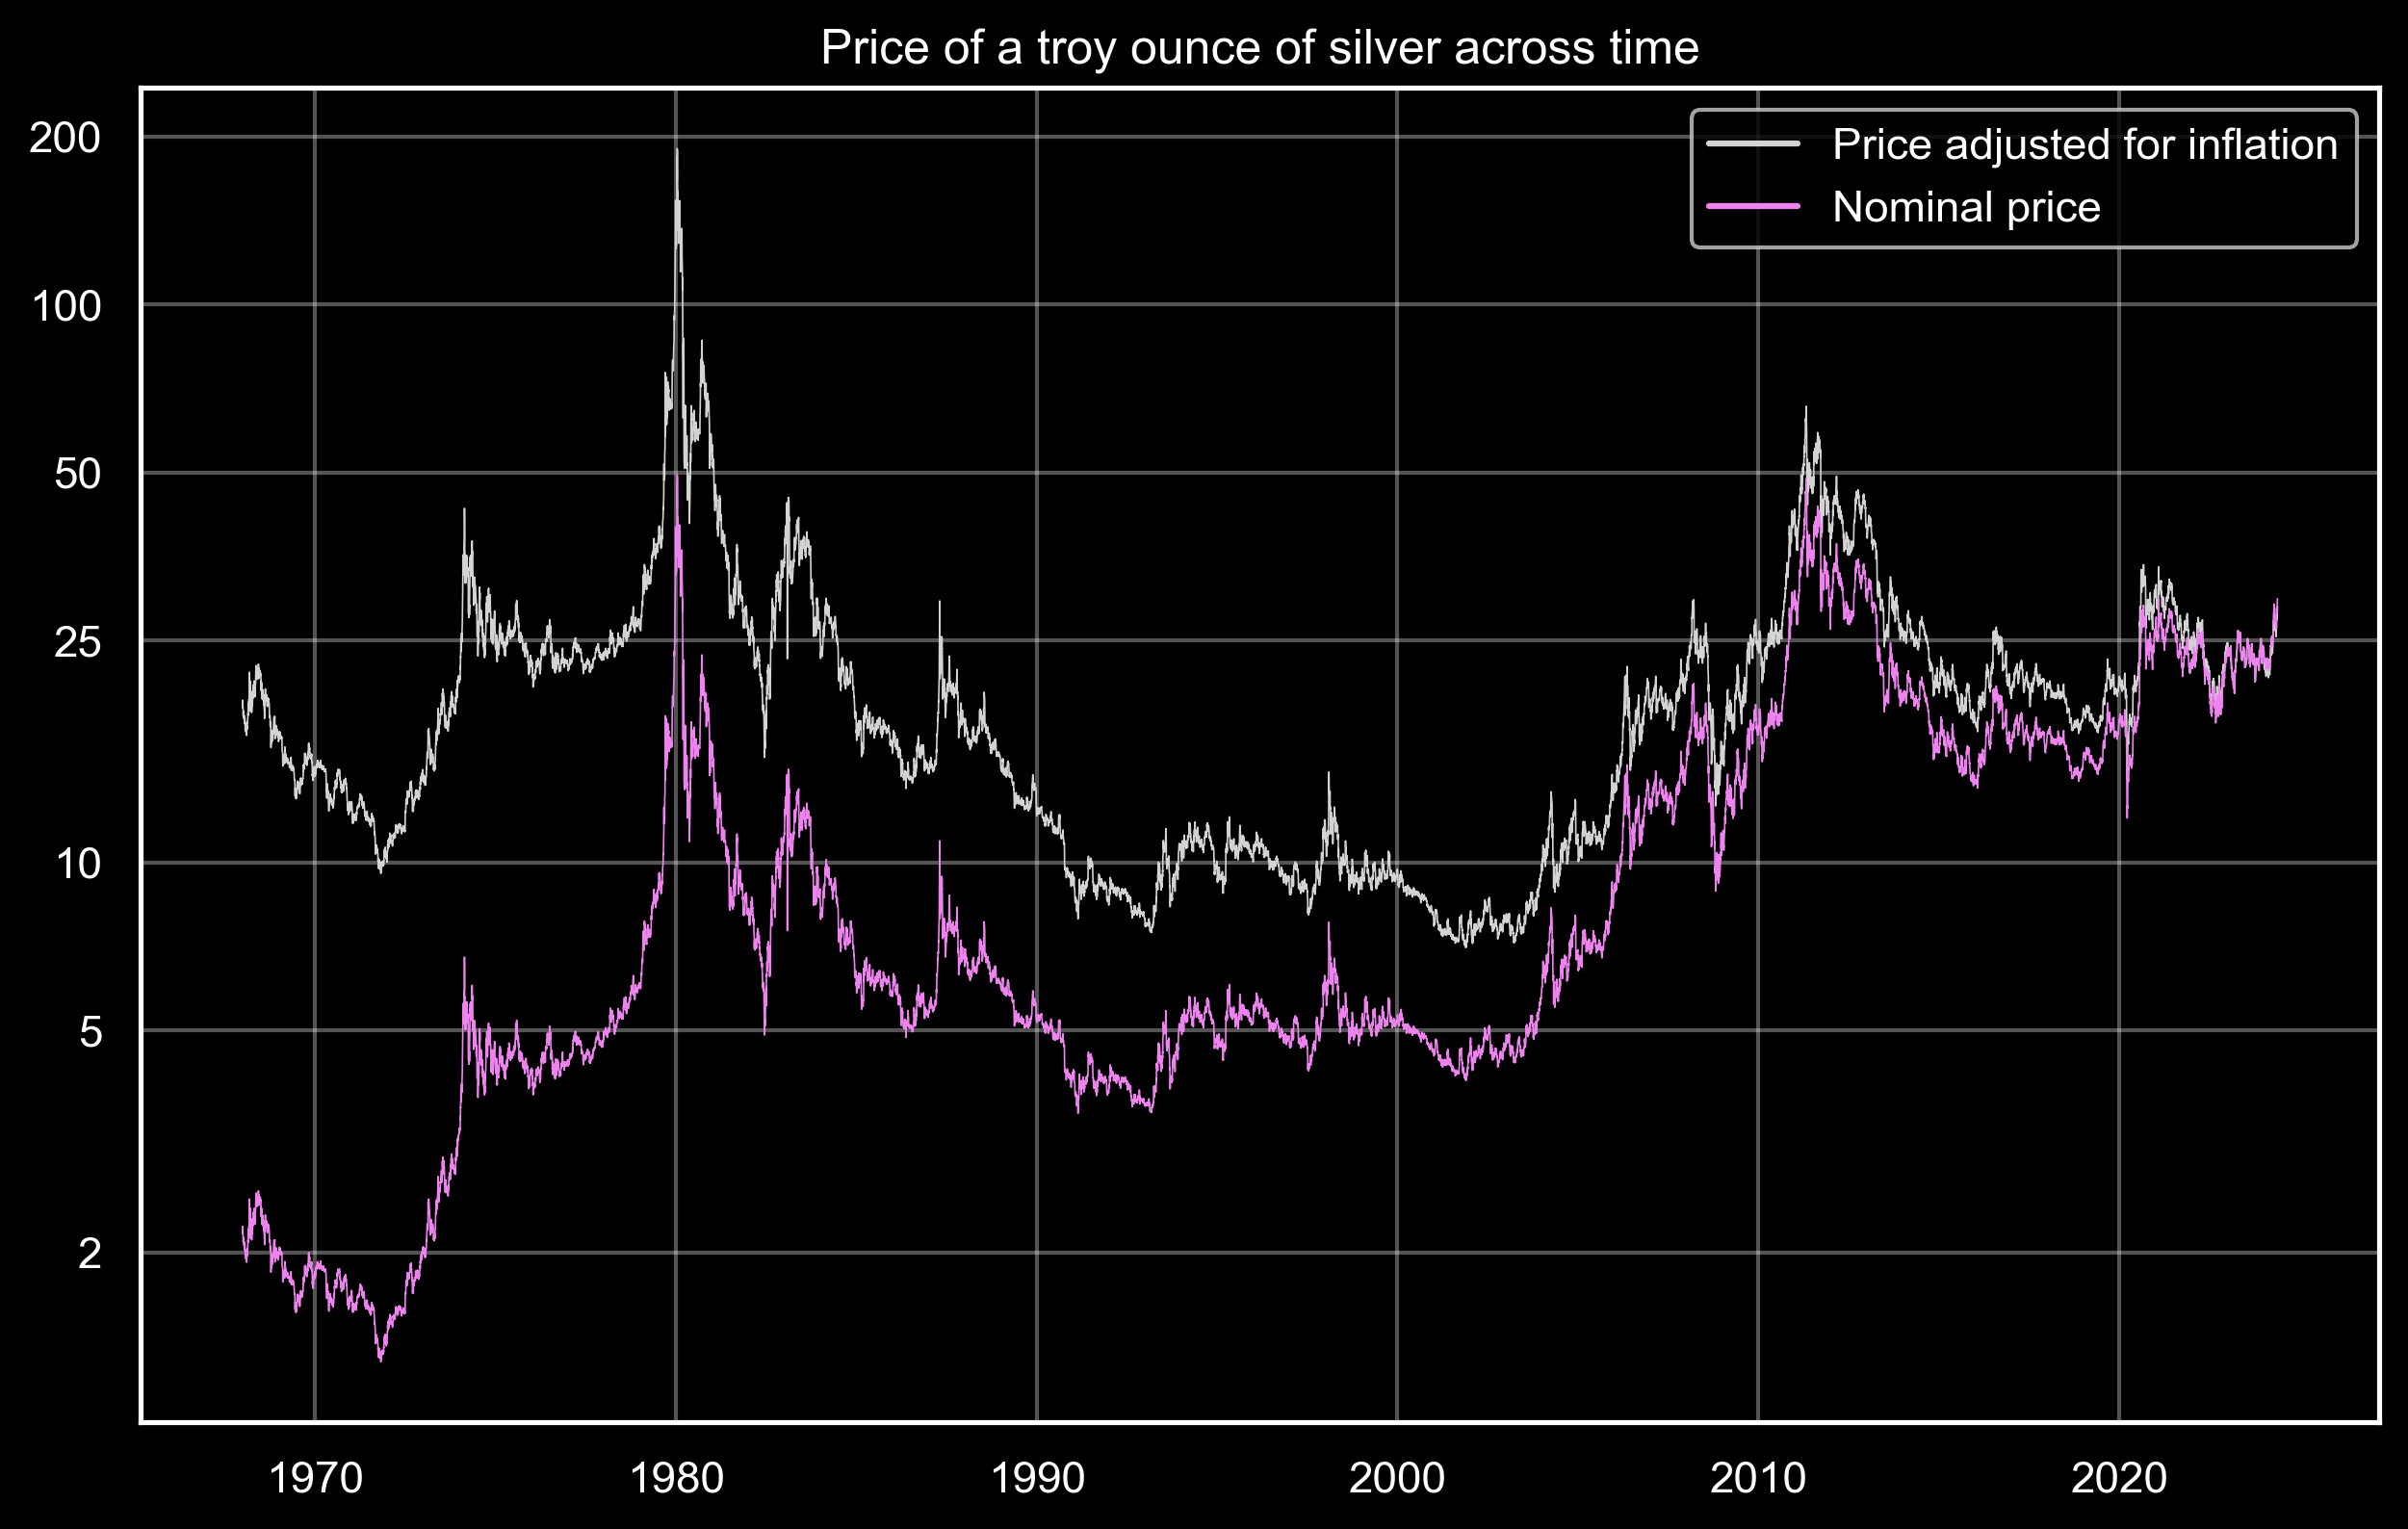 Price of a troy ounce of silver across time
Price adjusted for inflation
Nominal price
200
100
50
25
10
5
2
1970 1980 1990 2000 2010 2020